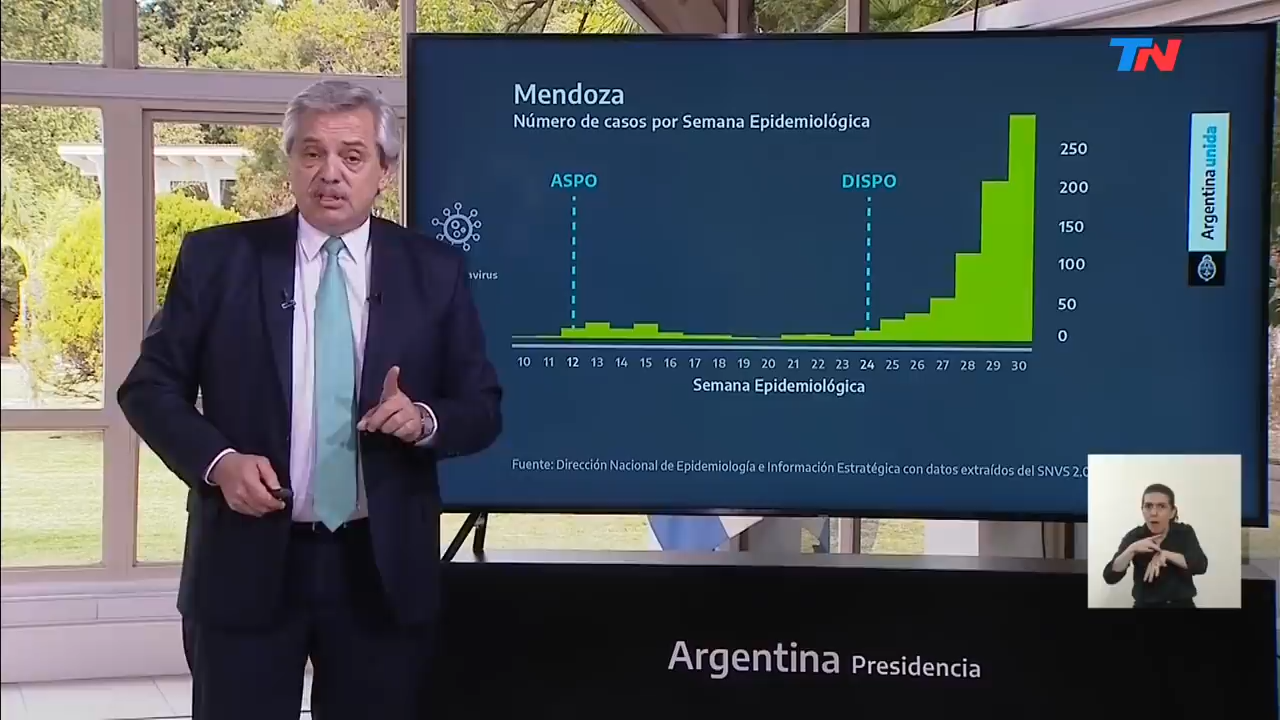 TN
Mendoza
Número de casos por Semana Epidemiológica
ASPO
DISPO
250
200
150
100
50
0
10 11 12 13 14 15 16 17 18 19 20 21 22 23 24 25 26 27 28 29 30
Semana Epidemiológica
Fuente: Dirección Nacional de Epidemiología e Información Estratégica con datos extraídos del SNVS 2.0
Argentina unida
Argentina Presidencia